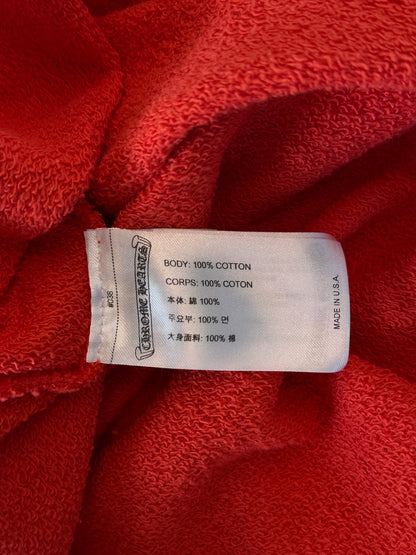 #036
CHROME HEARTS
BODY: 100% COTTON
CORPS: 100% COTON
本体: 綿 100%
주요부: 100% 면
大身面料: 100% 棉
MADE IN U.S.A.